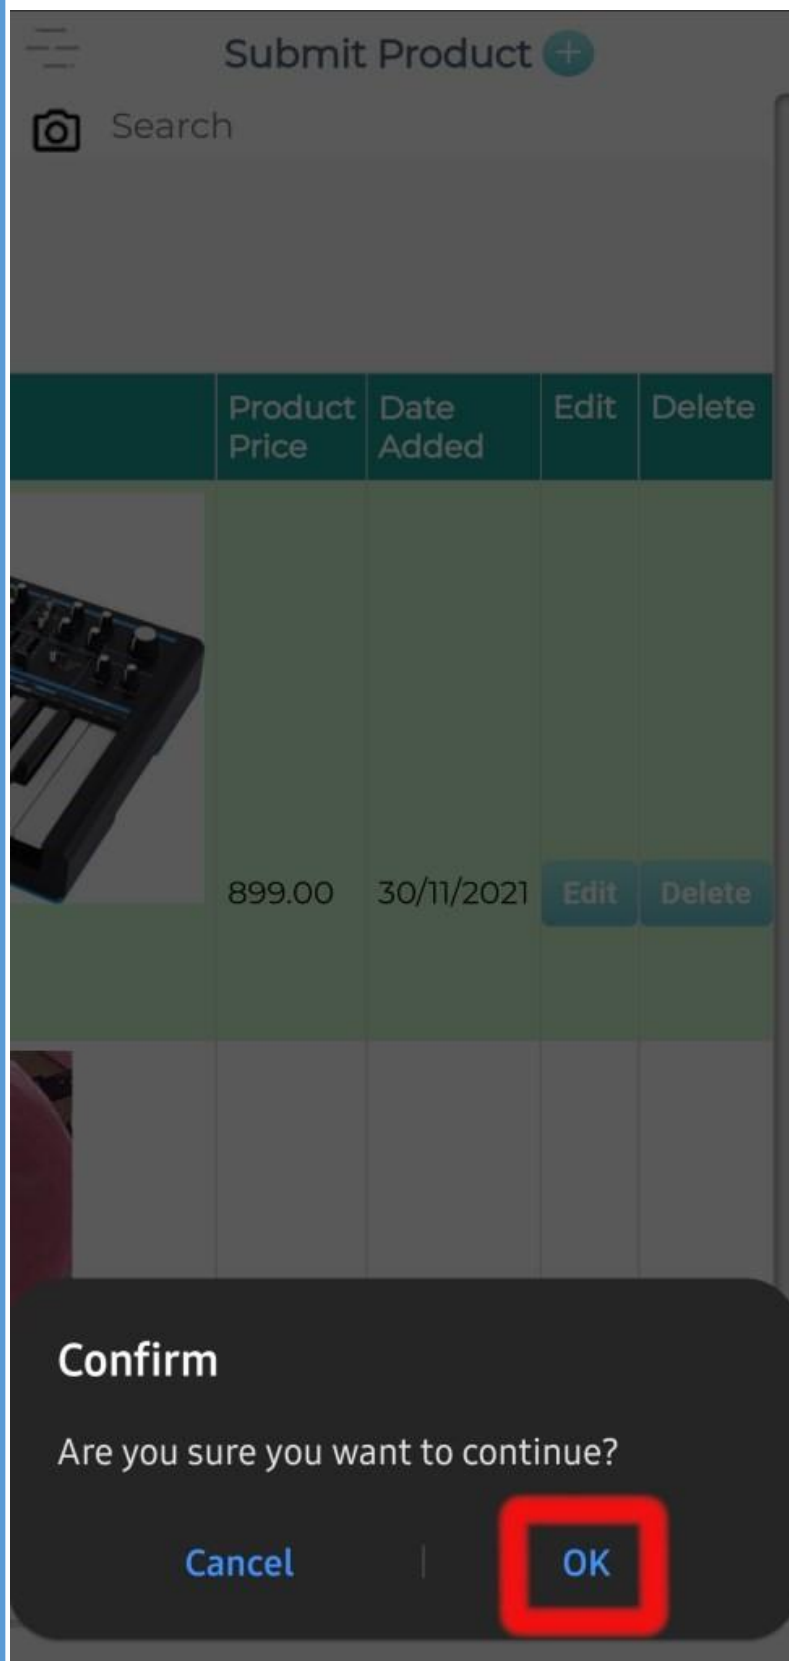 Submit Product
Search
Product Price
Date Added
Edit
Delete
899.00
30/11/2021
Edit
Delete
Confirm
Are you sure you want to continue?
Cancel
OK